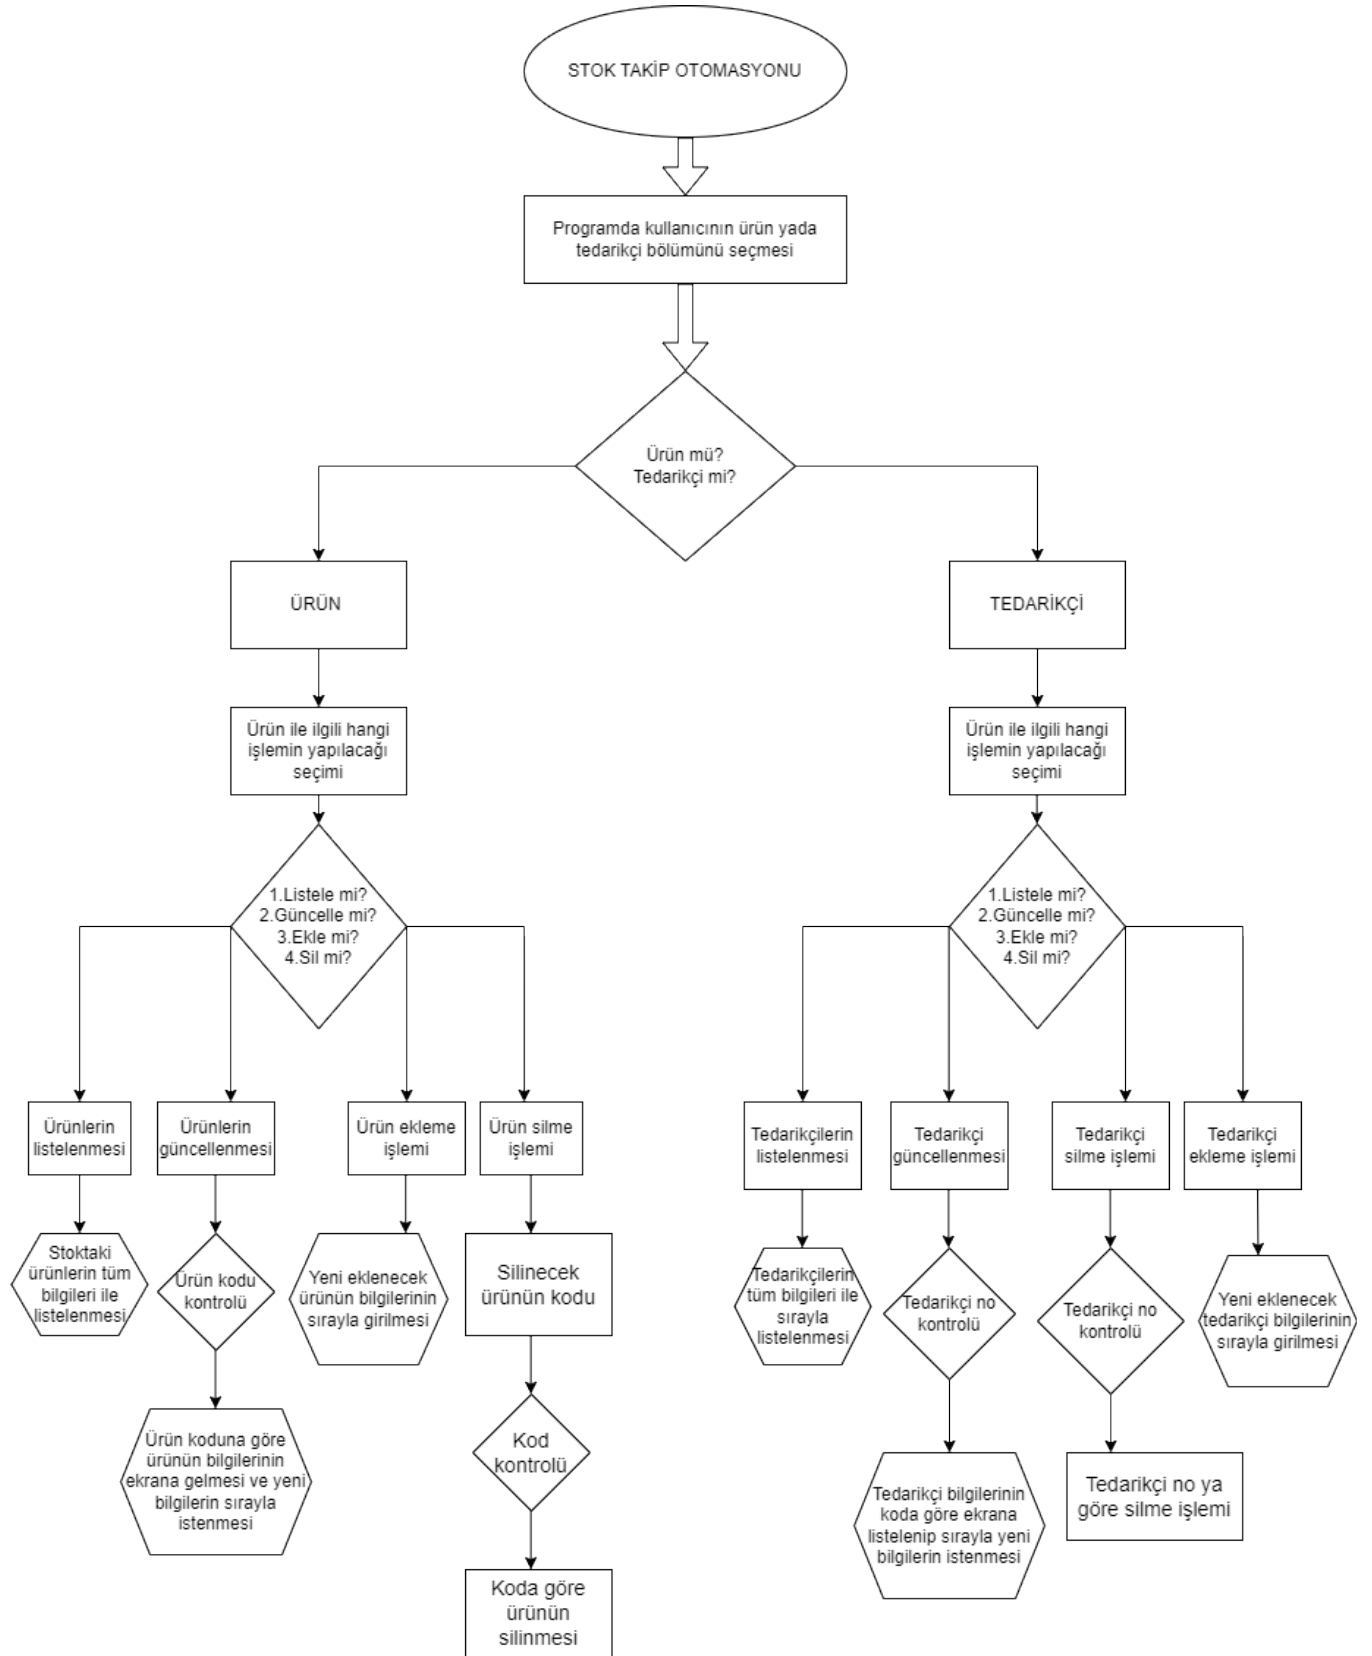 STOK TAKİP OTOMASYONU
Programda kullanıcının ürün yada
tedarikçi bölümünü seçmesi
Ürün mü?
Tedarikçi mi?
ÜRÜN
TEDARİKÇİ
Ürün ile ilgili hangi
işlemin yapılacağı
seçimi
Ürün ile ilgili hangi
işlemin yapılacağı
seçimi
1.Listele mi?
2.Güncelle mi?
3.Ekle mi?
4.Sil mi?
1.Listele mi?
2.Güncelle mi?
3.Ekle mi?
4.Sil mi?
Ürünlerin
listelenmesi
Ürünlerin
güncellenmesi
Ürün ekleme
işlemi
Ürün silme
işlemi
Tedarikçilerin
listelenmesi
Tedarikçi
güncellenmesi
Tedarikçi
silme işlemi
Tedarikçi
ekleme işlemi
Stoktaki
ürünlerin tüm
bilgileri ile
listelenmesi
Ürün kodu
kontrolü
Yeni eklenecek
ürünün bilgilerinin
sırayla girilmesi
Silinecek
ürünün kodu
Tedarikçilerin
tüm bilgileri ile
sırayla
listelenmesi
Tedarikçi no
kontrolü
Tedarikçi no
kontrolü
Yeni eklenecek
tedarikçi bilgilerinin
sırayla girilmesi
Ürün koduna göre
ürünün bilgilerinin
ekrana gelmesi ve yeni
bilgilerin sırayla
istenmesi
Kod
kontrolü
Tedarikçi bilgilerinin
koda göre ekrana
listelenip sırayla yeni
bilgilerin istenmesi
Tedarikçi no ya
göre silme işlemi
Koda göre
ürünün
silinmesi